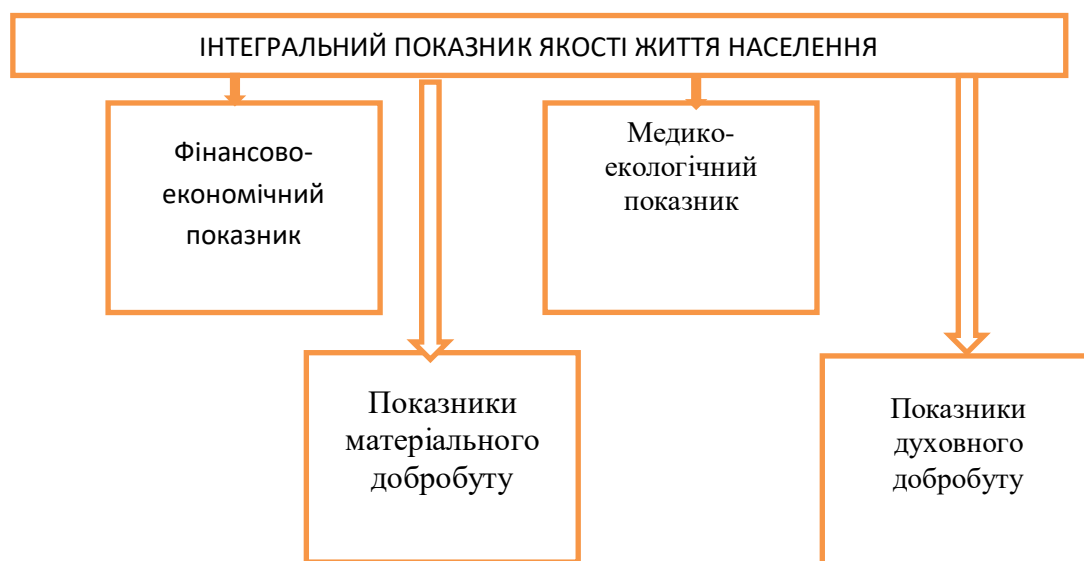 ІНТЕГРАЛЬНИЙ ПОКАЗНИК ЯКОСТІ ЖИТТЯ НАСЕЛЕННЯ
Фінансово-
економічний
показник
Медико-
екологічний
показник
Показники
матеріального
добробуту
Показники
духовного
добробуту